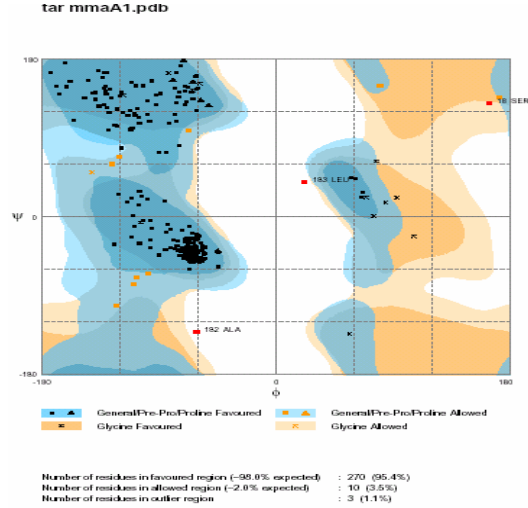 tar mmaA1.pdb
180
18 SER
183 LEU
Ψ 0
192 ALA
-180
-180 0 180
Φ
General/Pre-Pro/Proline Favoured General/Pre-Pro/Proline Allowed
Glycine Favoured Glycine Allowed
Number of residues in favoured region (~98.0% expected) : 270 (95.4%)
Number of residues in allowed region (~2.0% expected) : 10 (3.5%)
Number of residues in outlier region : 3 (1.1%)